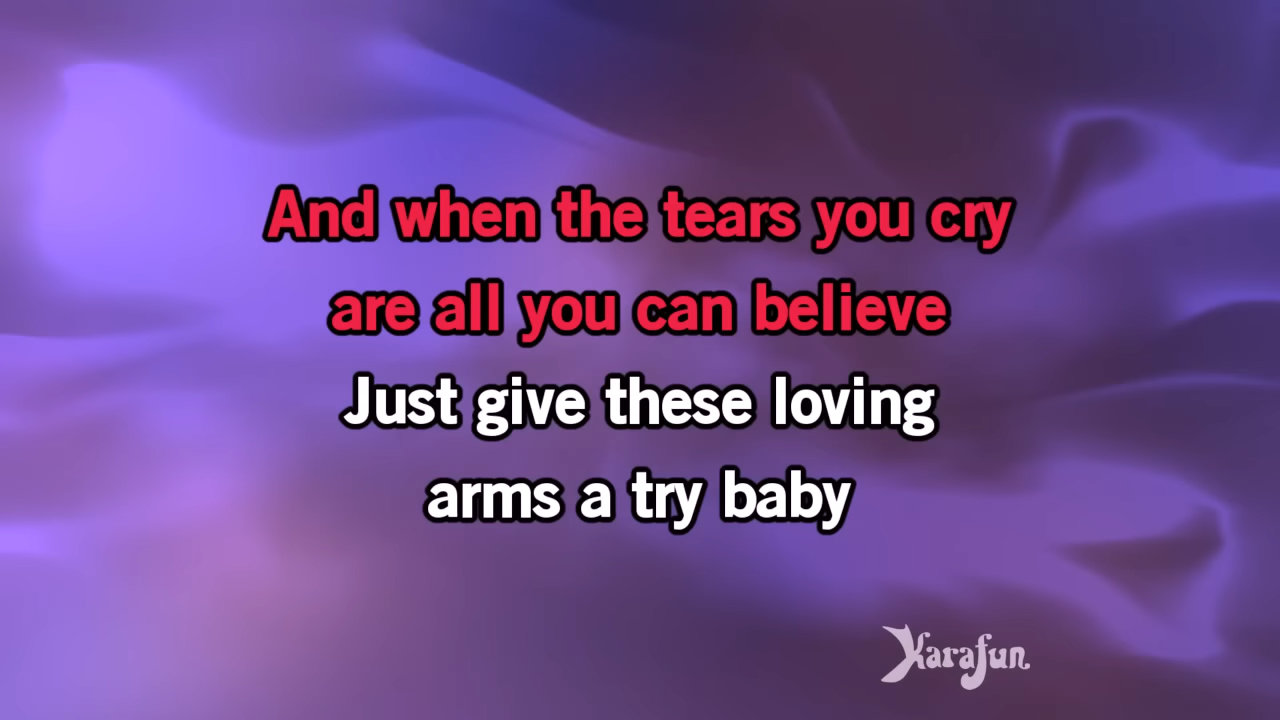 And when the tears you cry
are all you can believe
Just give these loving
arms a try baby
Karafun